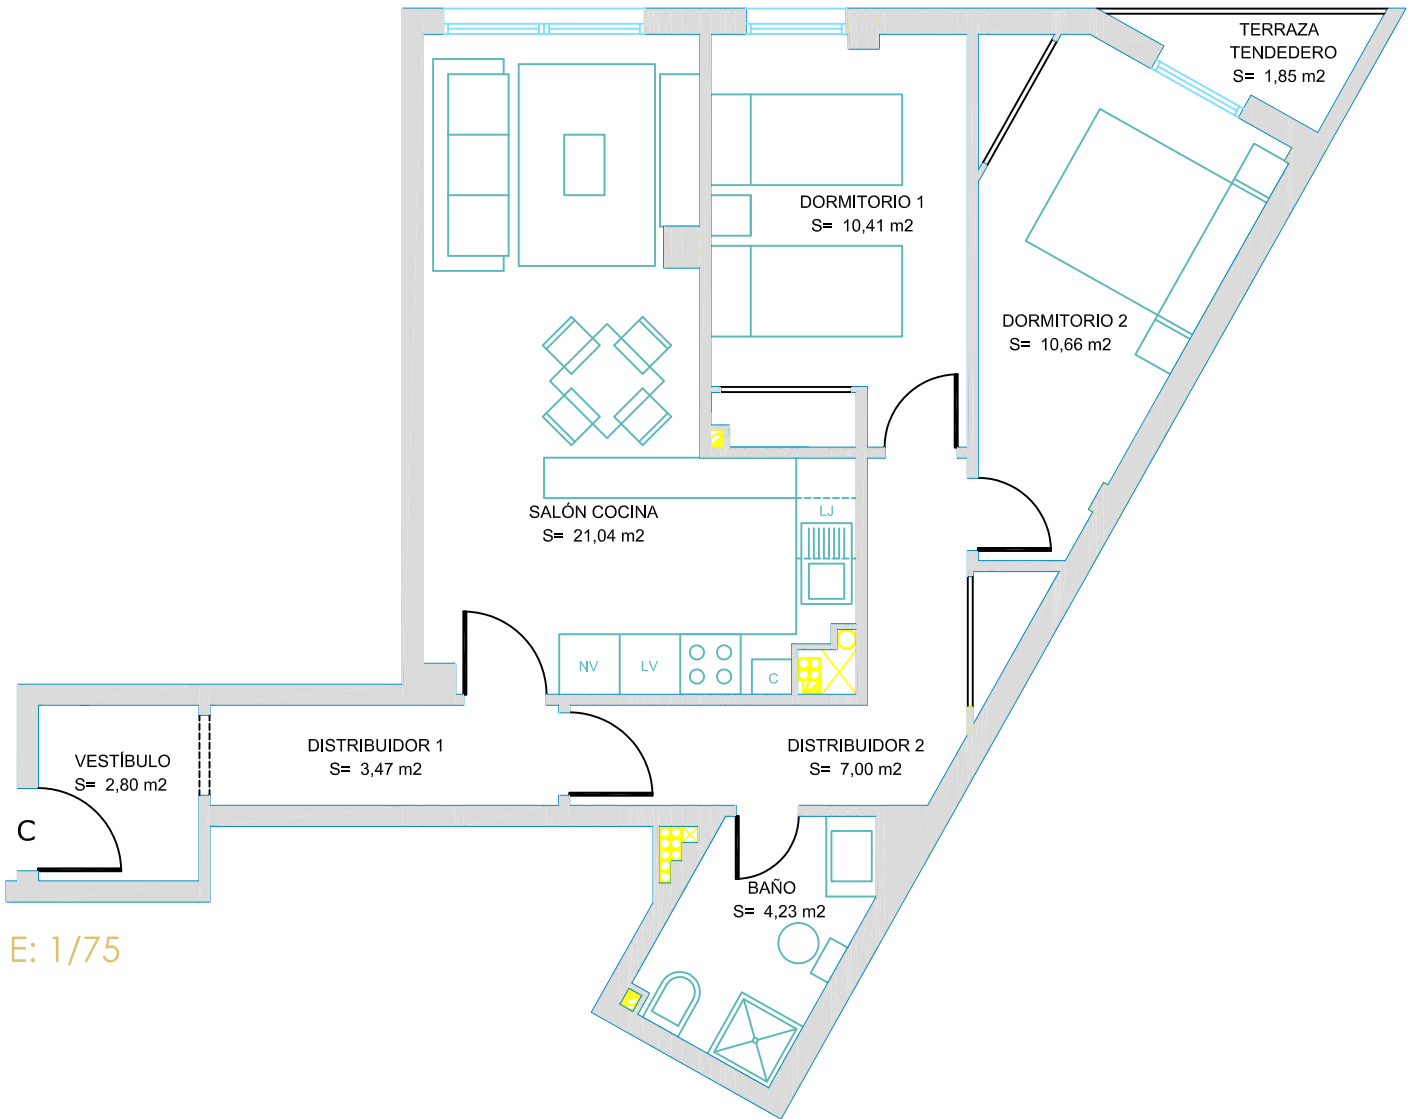 TERRAZA
TENDEDERO
S= 1,85 m2
DORMITORIO 1
S= 10,41 m2
DORMITORIO 2
S= 10,66 m2
SALÓN COCINA
S= 21,04 m2
LJ
NV
LV
C
DISTRIBUIDOR 1
S= 3,47 m2
DISTRIBUIDOR 2
S= 7,00 m2
VESTÍBULO
S= 2,80 m2
C
BAÑO
S= 4,23 m2
E: 1/75